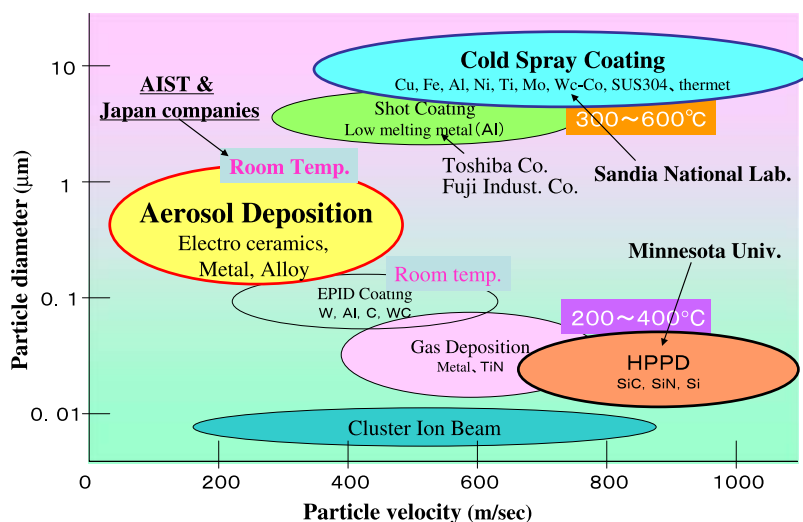 Cold Spray Coating
Cu, Fe, Al, Ni, Ti, Mo, Wc-Co, SUS304、thermet
AIST &
Japan companies
Shot Coating
Low melting metal(Al)
300～600℃
Room Temp.
Toshiba Co.
Fuji Indust. Co.
Sandia National Lab.
Aerosol Deposition
Electro ceramics,
Metal, Alloy
Minnesota Univ.
Room temp.
EPID Coating
W, Al, C, WC
200～400℃
Gas Deposition
Metal、TiN
HPPD
SiC, SiN, Si
Cluster Ion Beam
Particle diameter (μm)
10
1
0.1
0.01
0
200
400
600
800
1000
Particle velocity (m/sec)